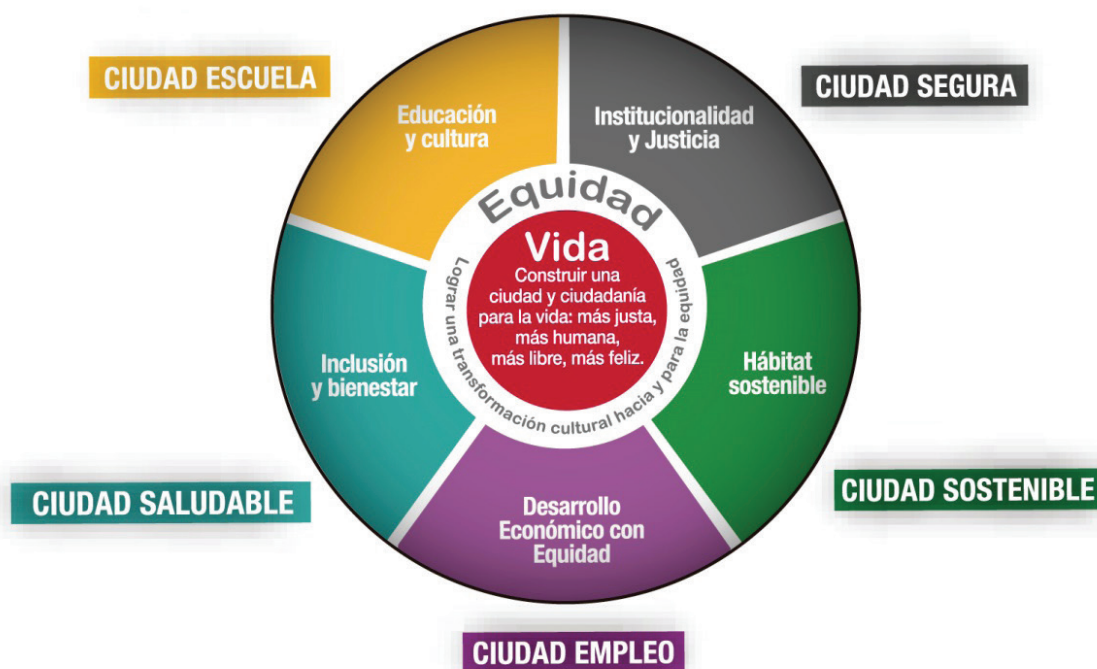 CIUDAD ESCUELA
CIUDAD SEGURA
Educación
y cultura
Institucionalidad
y Justicia
Equidad
Vida
Construir una
ciudad y ciudadanía
para la vida: más justa,
más humana,
más libre, más feliz.
Lograr una transformación cultural hacia y para la equidad
Inclusión
y bienestar
Hábitat
sostenible
CIUDAD SALUDABLE
CIUDAD SOSTENIBLE
Desarrollo
Económico con
Equidad
CIUDAD EMPLEO